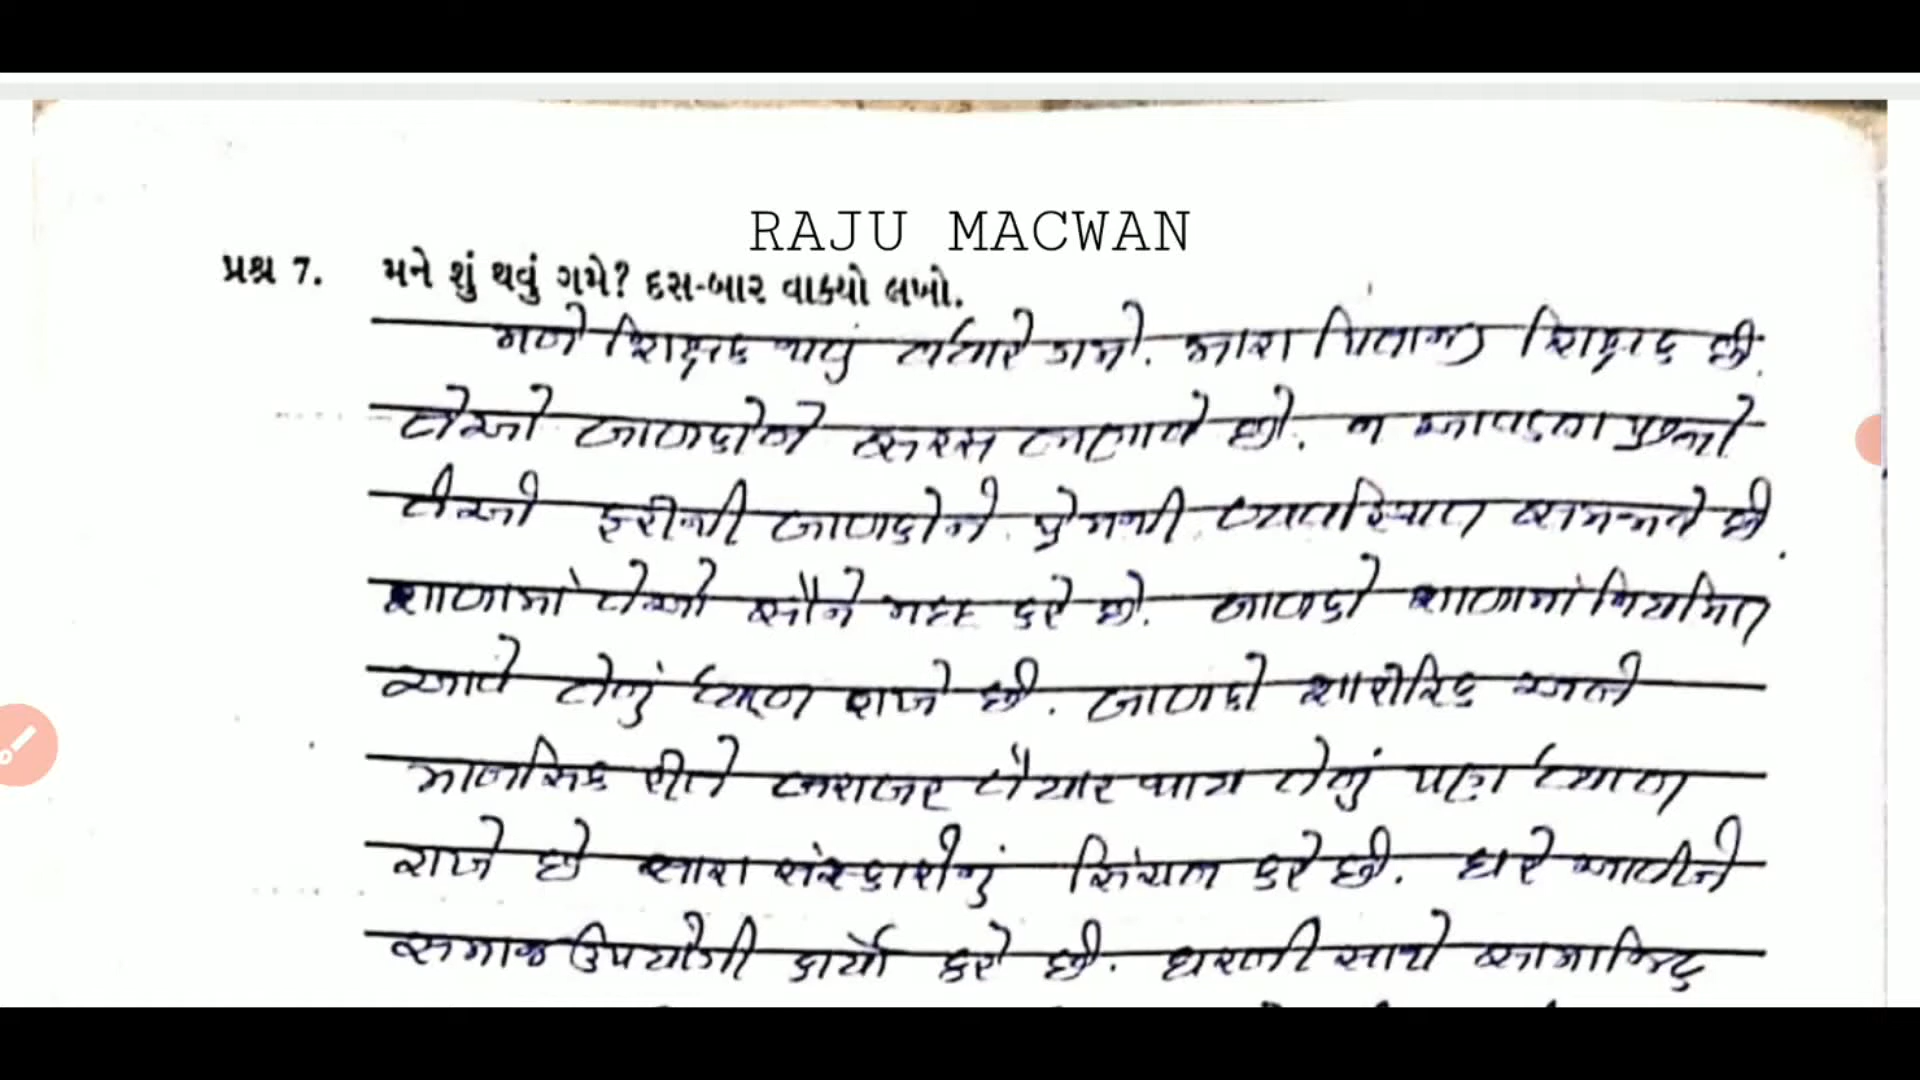 RAJU MACWAN
પ્રશ્ન 7. મને શું થવું ગમે? દસ-બાર વાક્યો લખો.
મને શિક્ષક થવું વધારે ગમે. મારા પિતાજી શિક્ષક છે.
તેઓ બાળકોને સરસ ભણાવે છે. ન આવડતા પ્રશ્નો
તેઓ ફરીથી બાળકોને પ્રેમથી વ્યવસ્થિત સમજાવે છે.
શાળામાં તેઓ સૌને મદદ કરે છે. બાળકો શાળામાં નિયમિત
આવે તેનું ધ્યાન રાખે છે. બાળકો શારીરિક અને
માનસિક રીતે બરાબર તૈયાર થાય તેનું પણ ધ્યાન
રાખે છે સારા સંસ્કારોનું સિંચન કરે છે. ઘરે આવીને
સમાજ ઉપયોગી કાર્યો કરે છે. ઘરની સાથે સામાજિક